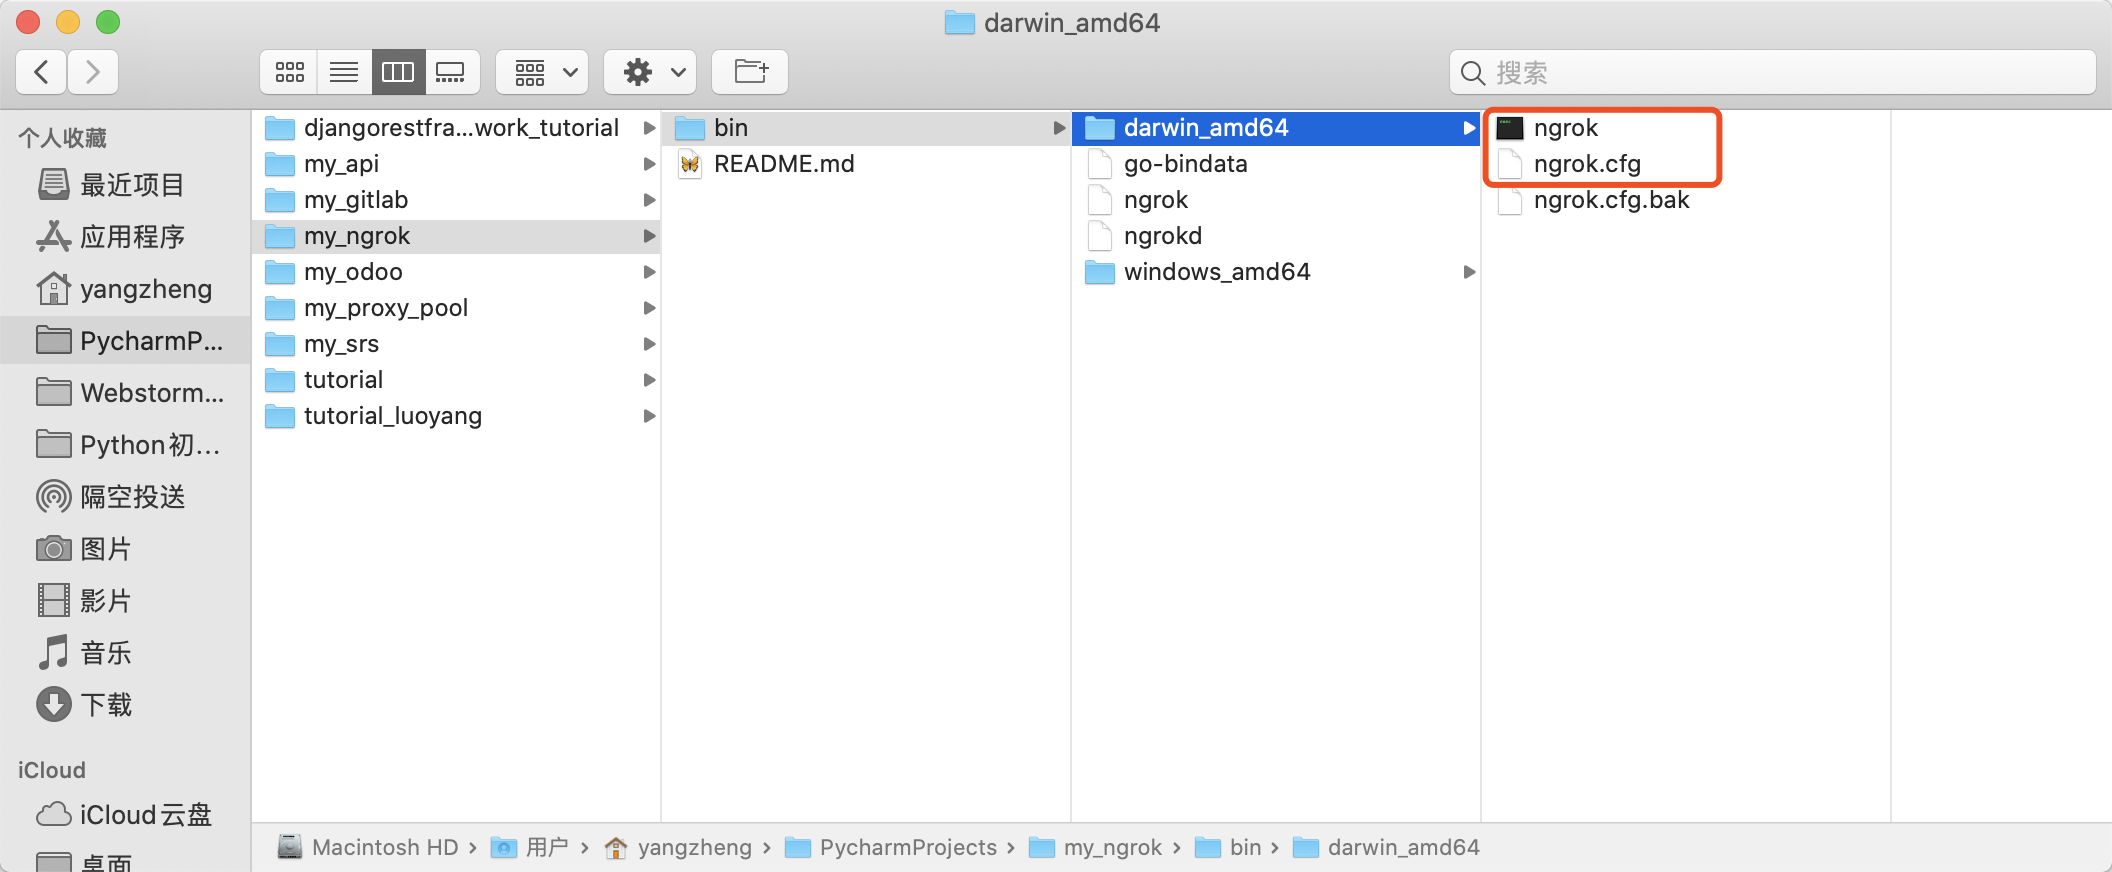 darwin_amd64
搜索
个人收藏
最近项目
应用程序
yangzheng
PycharmP...
Webstorm...
Python初...
隔空投送
图片
影片
音乐
下载
iCloud
iCloud云盘
桌面
djangorestfra...work_tutorial
my_api
my_gitlab
my_ngrok
my_odoo
my_proxy_pool
my_srs
tutorial
tutorial_luoyang
bin
README.md
darwin_amd64
go-bindata
ngrok
ngrokd
windows_amd64
ngrok
ngrok.cfg
ngrok.cfg.bak
Macintosh HD › 用户 › yangzheng › PycharmProjects › my_ngrok › bin › darwin_amd64